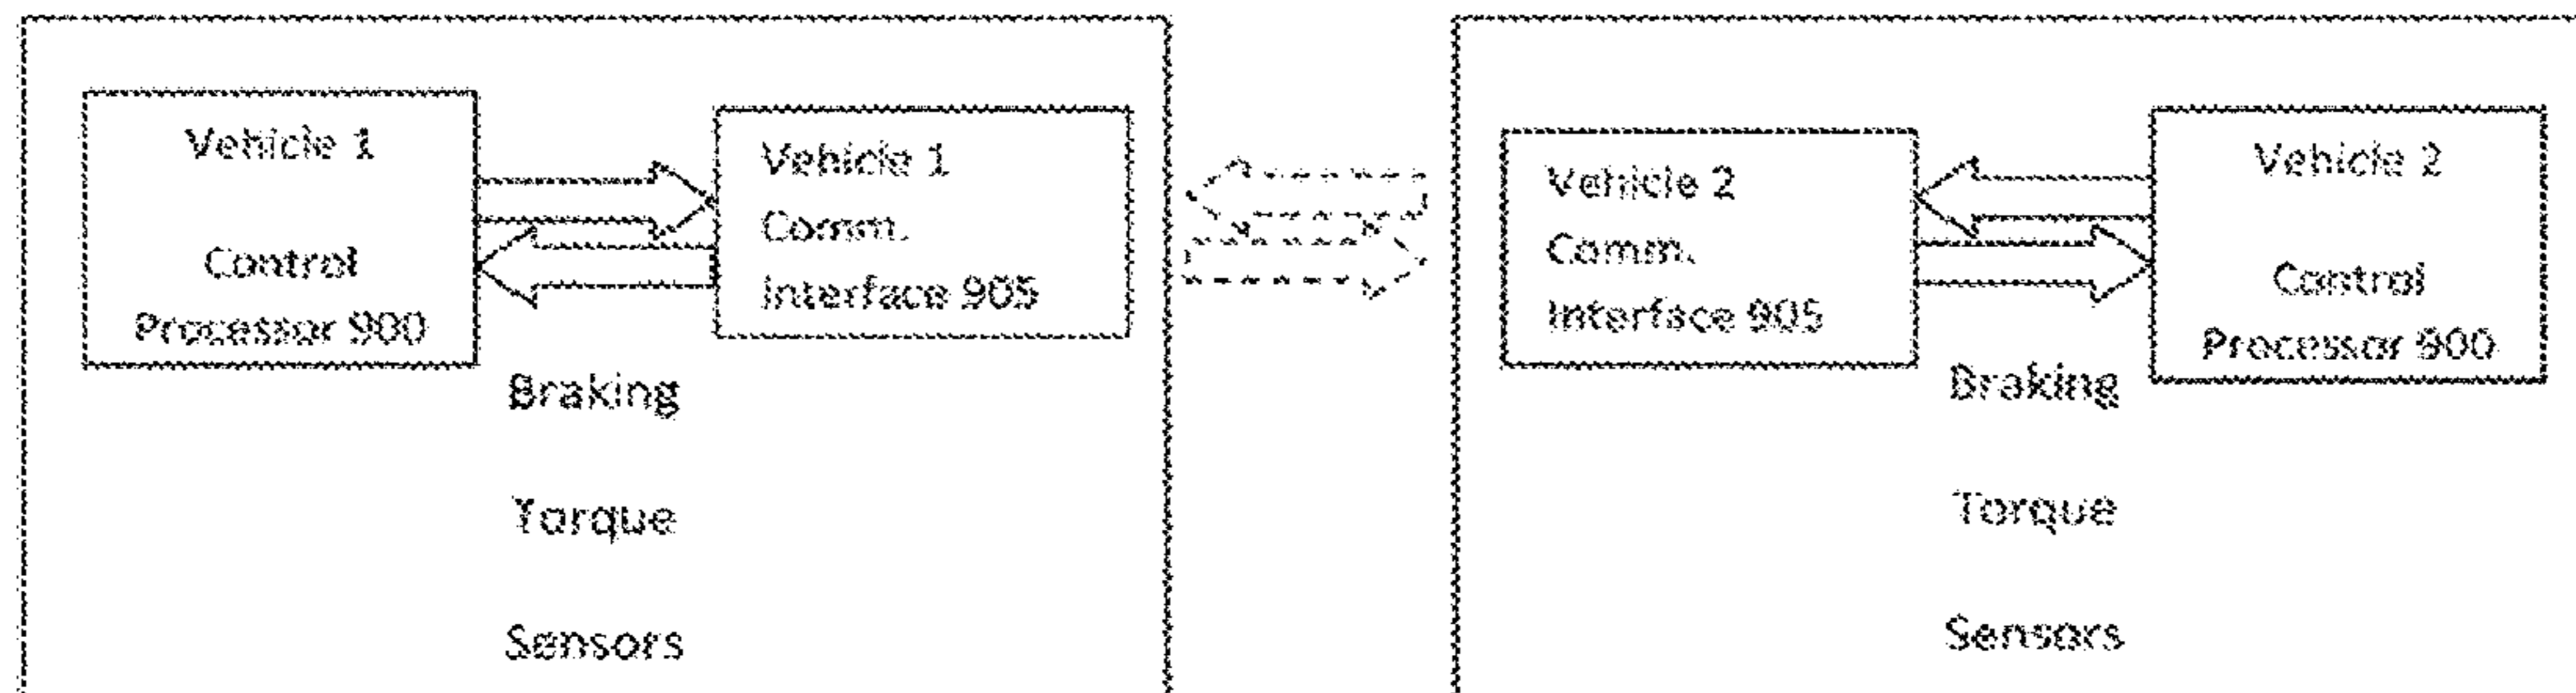 Vehicle 1
Control
Processor 900
Vehicle 1
Comm.
Interface 905
Braking
Torque
Sensors
Vehicle 2
Comm.
Interface 905
Vehicle 2
Control
Processor 900
Braking
Torque
Sensors